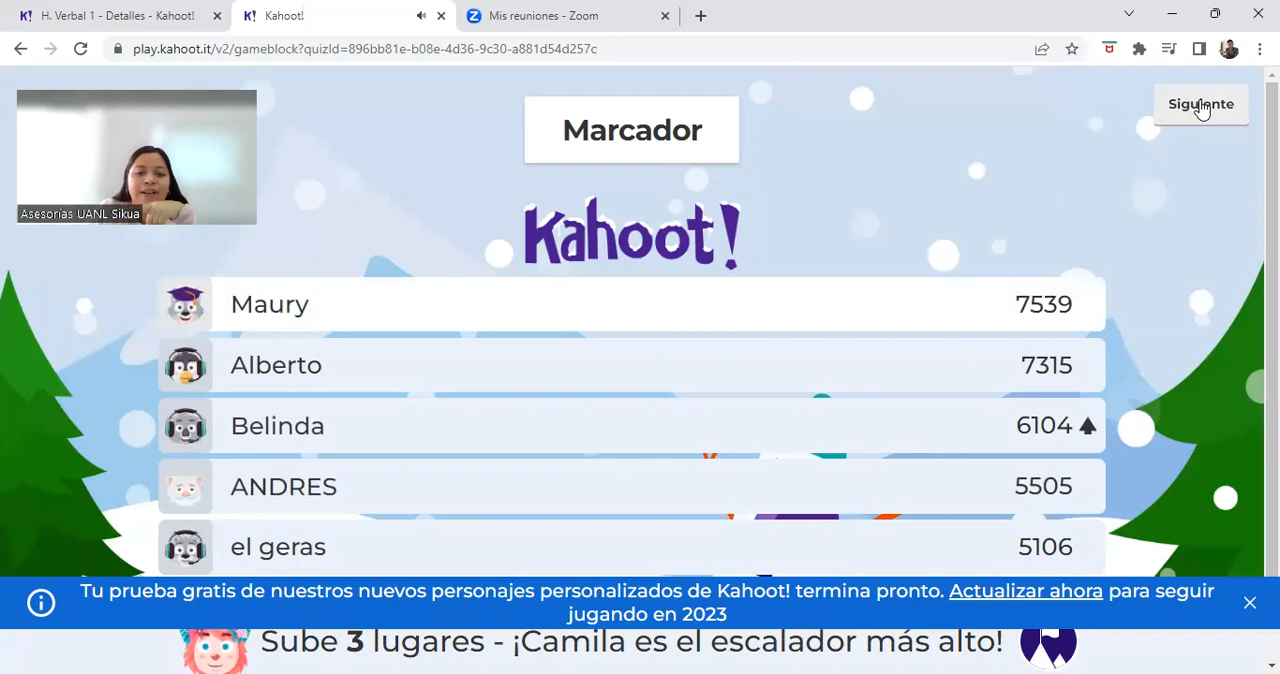 H. Verbal 1 - Detalles - Kahoot!
Kahoot!
Mis reuniones - Zoom
play.kahoot.it/v2/gameblock?quizId=896bb81e-b08e-4d36-9c30-a881d54d257c
Siguiente
Marcador
Asesorías UANL Sikua
Kahoot!
Maury 7539
Alberto 7315
Belinda 6104
ANDRES 5505
el geras 5106
Tu prueba gratis de nuestros nuevos personajes personalizados de Kahoot! termina pronto. Actualizar ahora para seguir
jugando en 2023
Sube 3 lugares - ¡Camila es el escalador más alto!